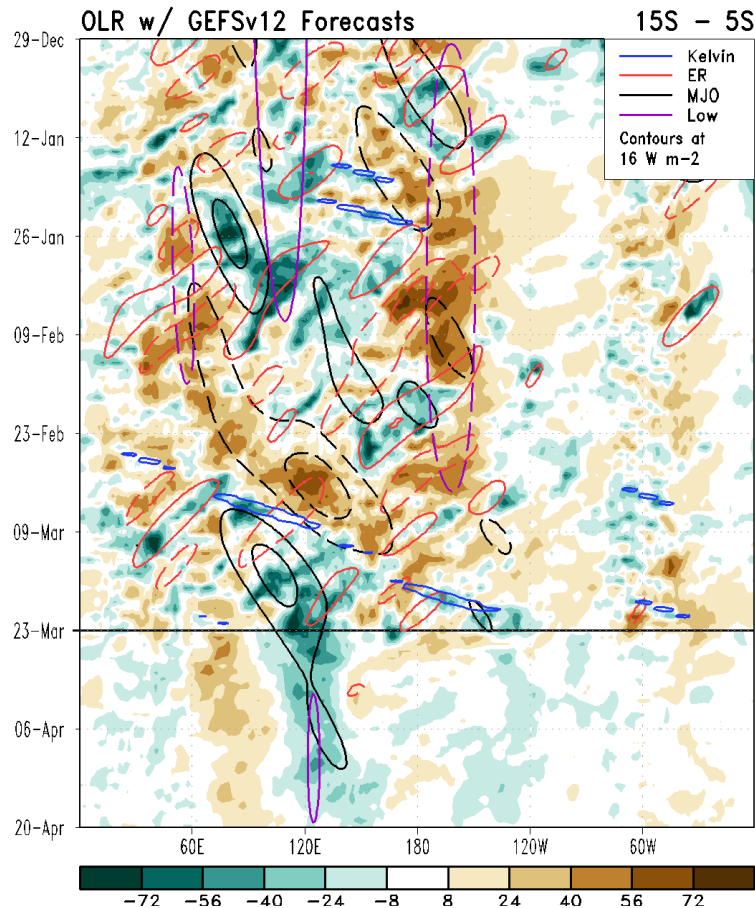 OLR w/ GEFSv12 Forecasts 15S - 5S
Kelvin
ER
MJO
Low
Contours at
16 W m-2
29-Dec
12-Jan
26-Jan
09-Feb
23-Feb
09-Mar
23-Mar
06-Apr
20-Apr
60E 120E 180 120W 60W
-72 -56 -40 -24 -8 8 24 40 56 72